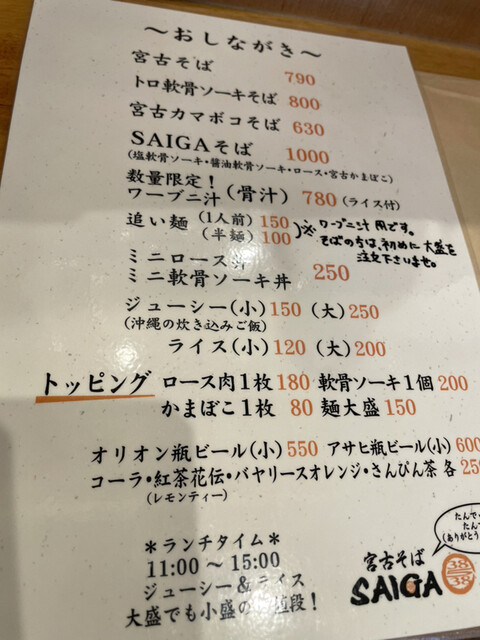 〜おしながき〜
宮古そば 790
トロ軟骨ソーキそば 800
宮古カマボコそば 630
SAIGAそば 1000
(塩軟骨ソーキ・醤油軟骨ソーキ・ロース・宮古かまぼこ)
数量限定!
ワーブニ汁(骨汁) 780 (ライス付)
追い麺 (1人前) 150
(半麺) 100
※ワーブニ汁用です。
そばの方は、初めに大盛を
注文下さいませ。
ミニロース丼
ミニ軟骨ソーキ丼 250
ジューシー(小) 150 (大) 250
(沖縄の炊き込みご飯)
ライス(小) 120 (大) 200
トッピング ロース肉1枚 180 軟骨ソーキ1個 200
かまぼこ1枚 80 麺大盛 150
オリオン瓶ビール(小) 550 アサヒ瓶ビール(小) 600
コーラ・紅茶花伝・バヤリースオレンジ・さんぴん茶 各 250
(レモンティー)
*ランチタイム*
11:00〜15:00
ジューシー&ライス
大盛でも小盛の値段!
たんで
たん
(ありがとう
宮古そば
SAIGA